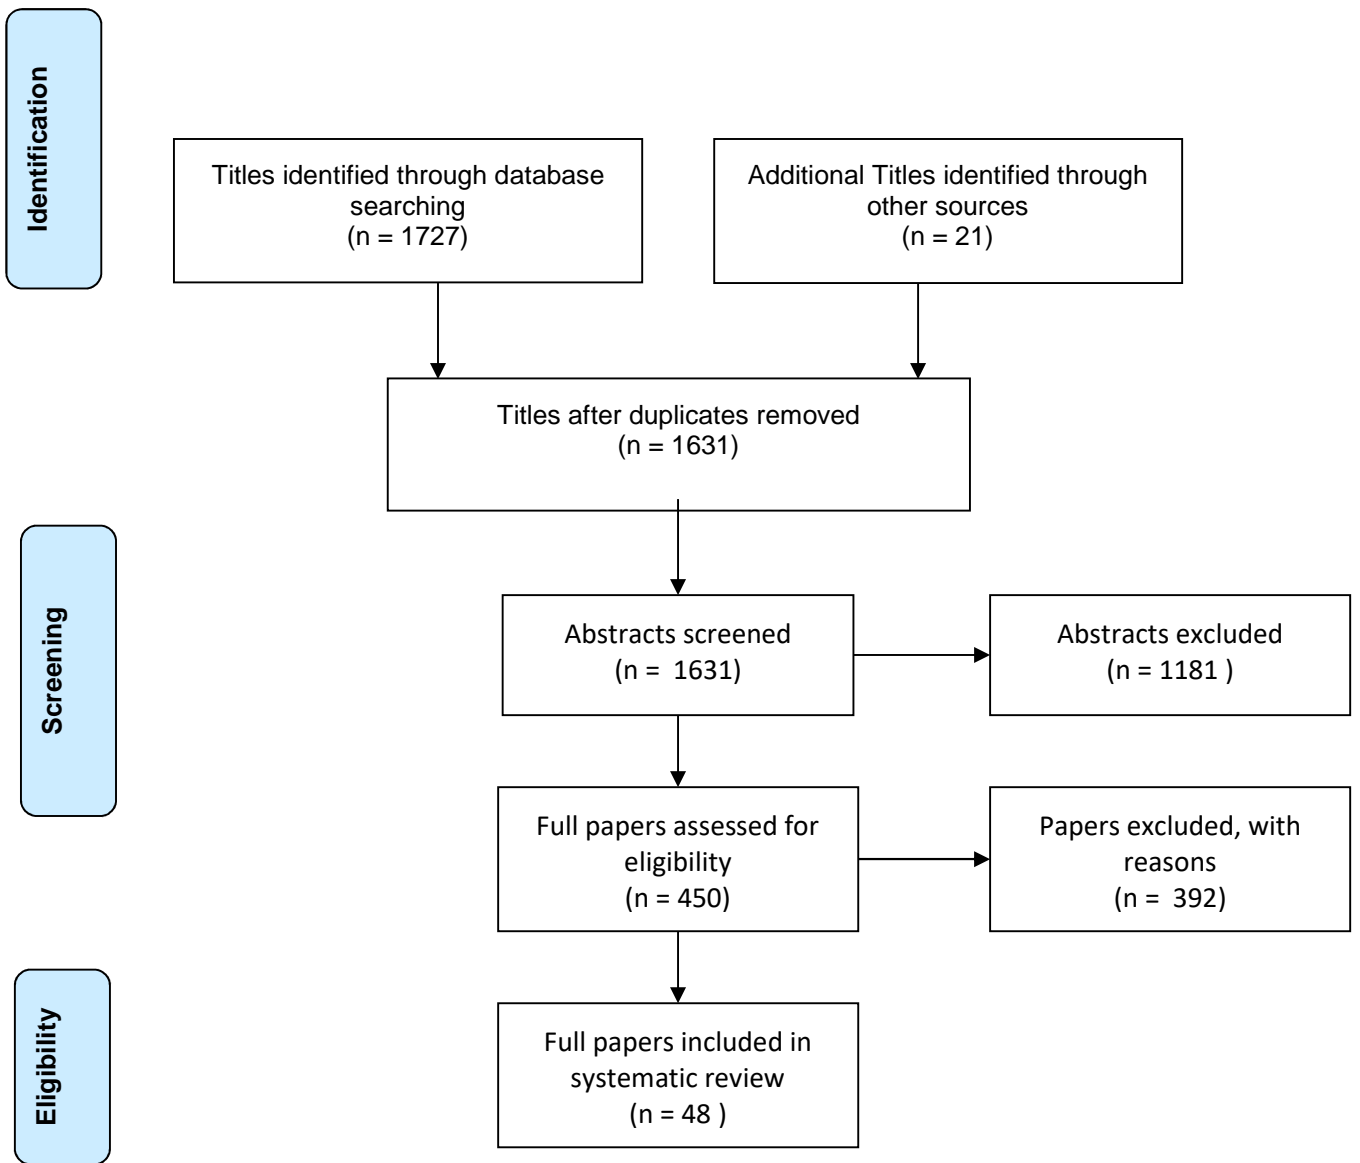 Identification
Titles identified through database
searching
(n = 1727)
Additional Titles identified through
other sources
(n = 21)
Titles after duplicates removed
(n = 1631)
Screening
Abstracts screened
(n =  1631)
Abstracts excluded
(n = 1181 )
Full papers assessed for
eligibility
(n = 450)
Papers excluded, with
reasons
(n =  392)
Eligibility
Full papers included in
systematic review
(n = 48 )